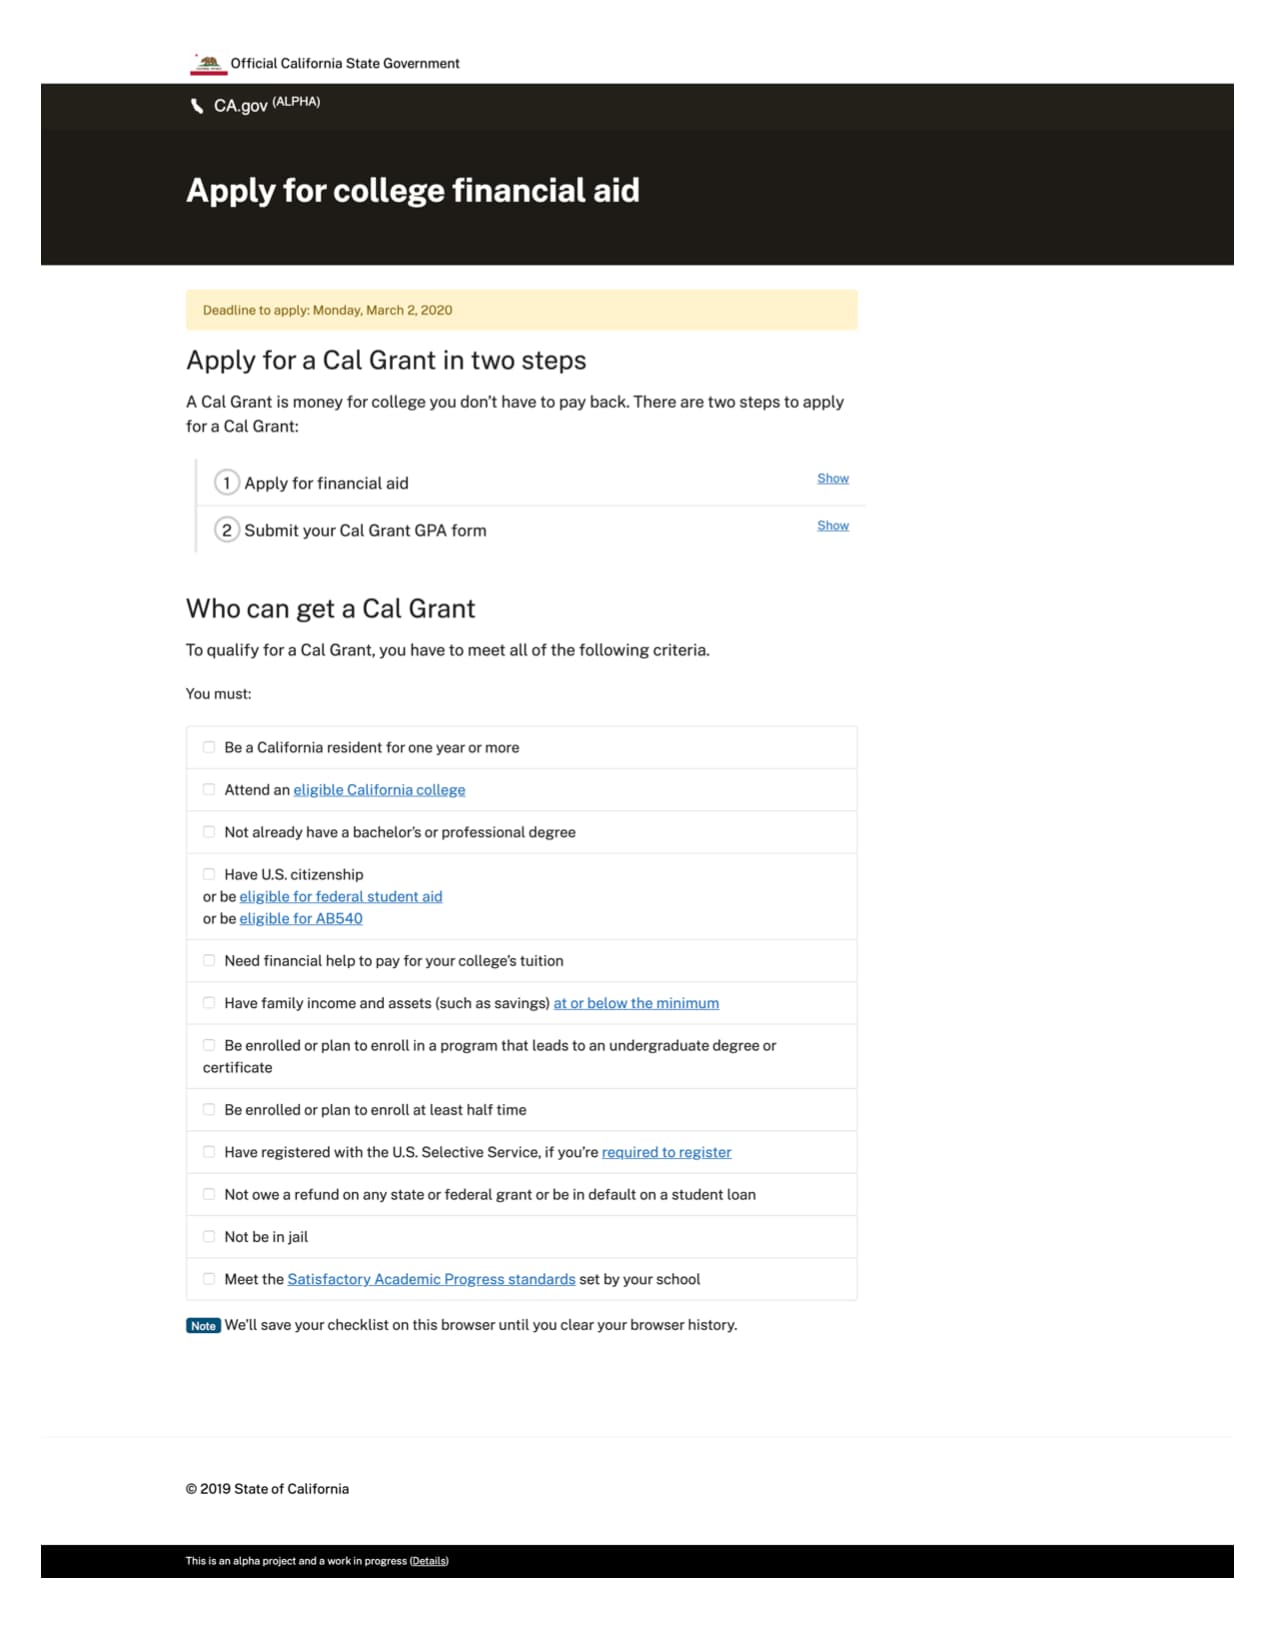 Official California State Government
CA.gov (ALPHA)
Apply for college financial aid
Deadline to apply: Monday, March 2, 2020
Apply for a Cal Grant in two steps
A Cal Grant is money for college you don't have to pay back. There are two steps to apply
for a Cal Grant:
1 Apply for financial aid Show
2 Submit your Cal Grant GPA form Show
Who can get a Cal Grant
To qualify for a Cal Grant, you have to meet all of the following criteria.
You must:
Be a California resident for one year or more
Attend an eligible California college
Not already have a bachelor's or professional degree
Have U.S. citizenship
or be eligible for federal student aid
or be eligible for AB540
Need financial help to pay for your college's tuition
Have family income and assets (such as savings) at or below the minimum
Be enrolled or plan to enroll in a program that leads to an undergraduate degree or
certificate
Be enrolled or plan to enroll at least half time
Have registered with the U.S. Selective Service, if you're required to register
Not owe a refund on any state or federal grant or be in default on a student loan
Not be in jail
Meet the Satisfactory Academic Progress standards set by your school
Note We'll save your checklist on this browser until you clear your browser history.
© 2019 State of California
This is an alpha project and a work in progress (Details)